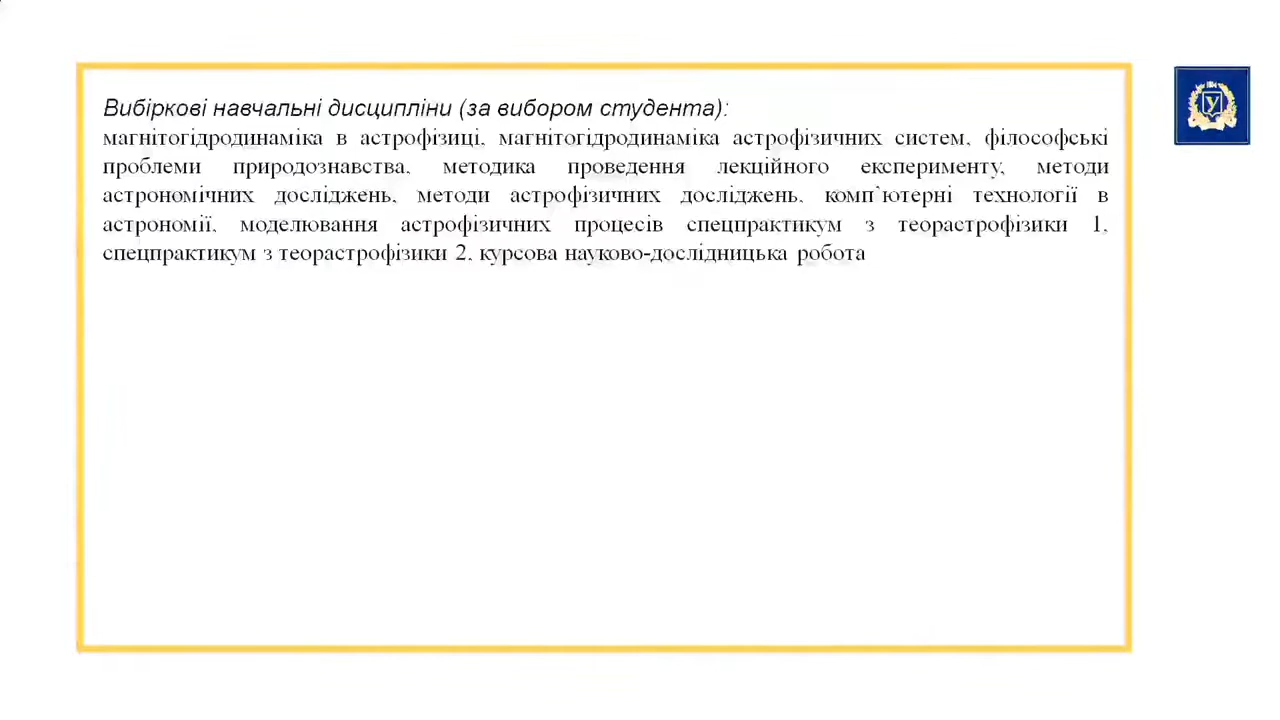 Вибіркові навчальні дисципліни (за вибором студента):
магнітогідродинаміка в астрофізиці, магнітогідродинаміка астрофізичних систем, філософські
проблеми природознавства, методика проведення лекційного експерименту, методи
астрономічних досліджень, методи астрофізичних досліджень, комп`ютерні технології в
астрономії, моделювання астрофізичних процесів спецпрактикум з теорастрофізики 1,
спецпрактикум з теорастрофізики 2, курсова науково-дослідницька робота
У